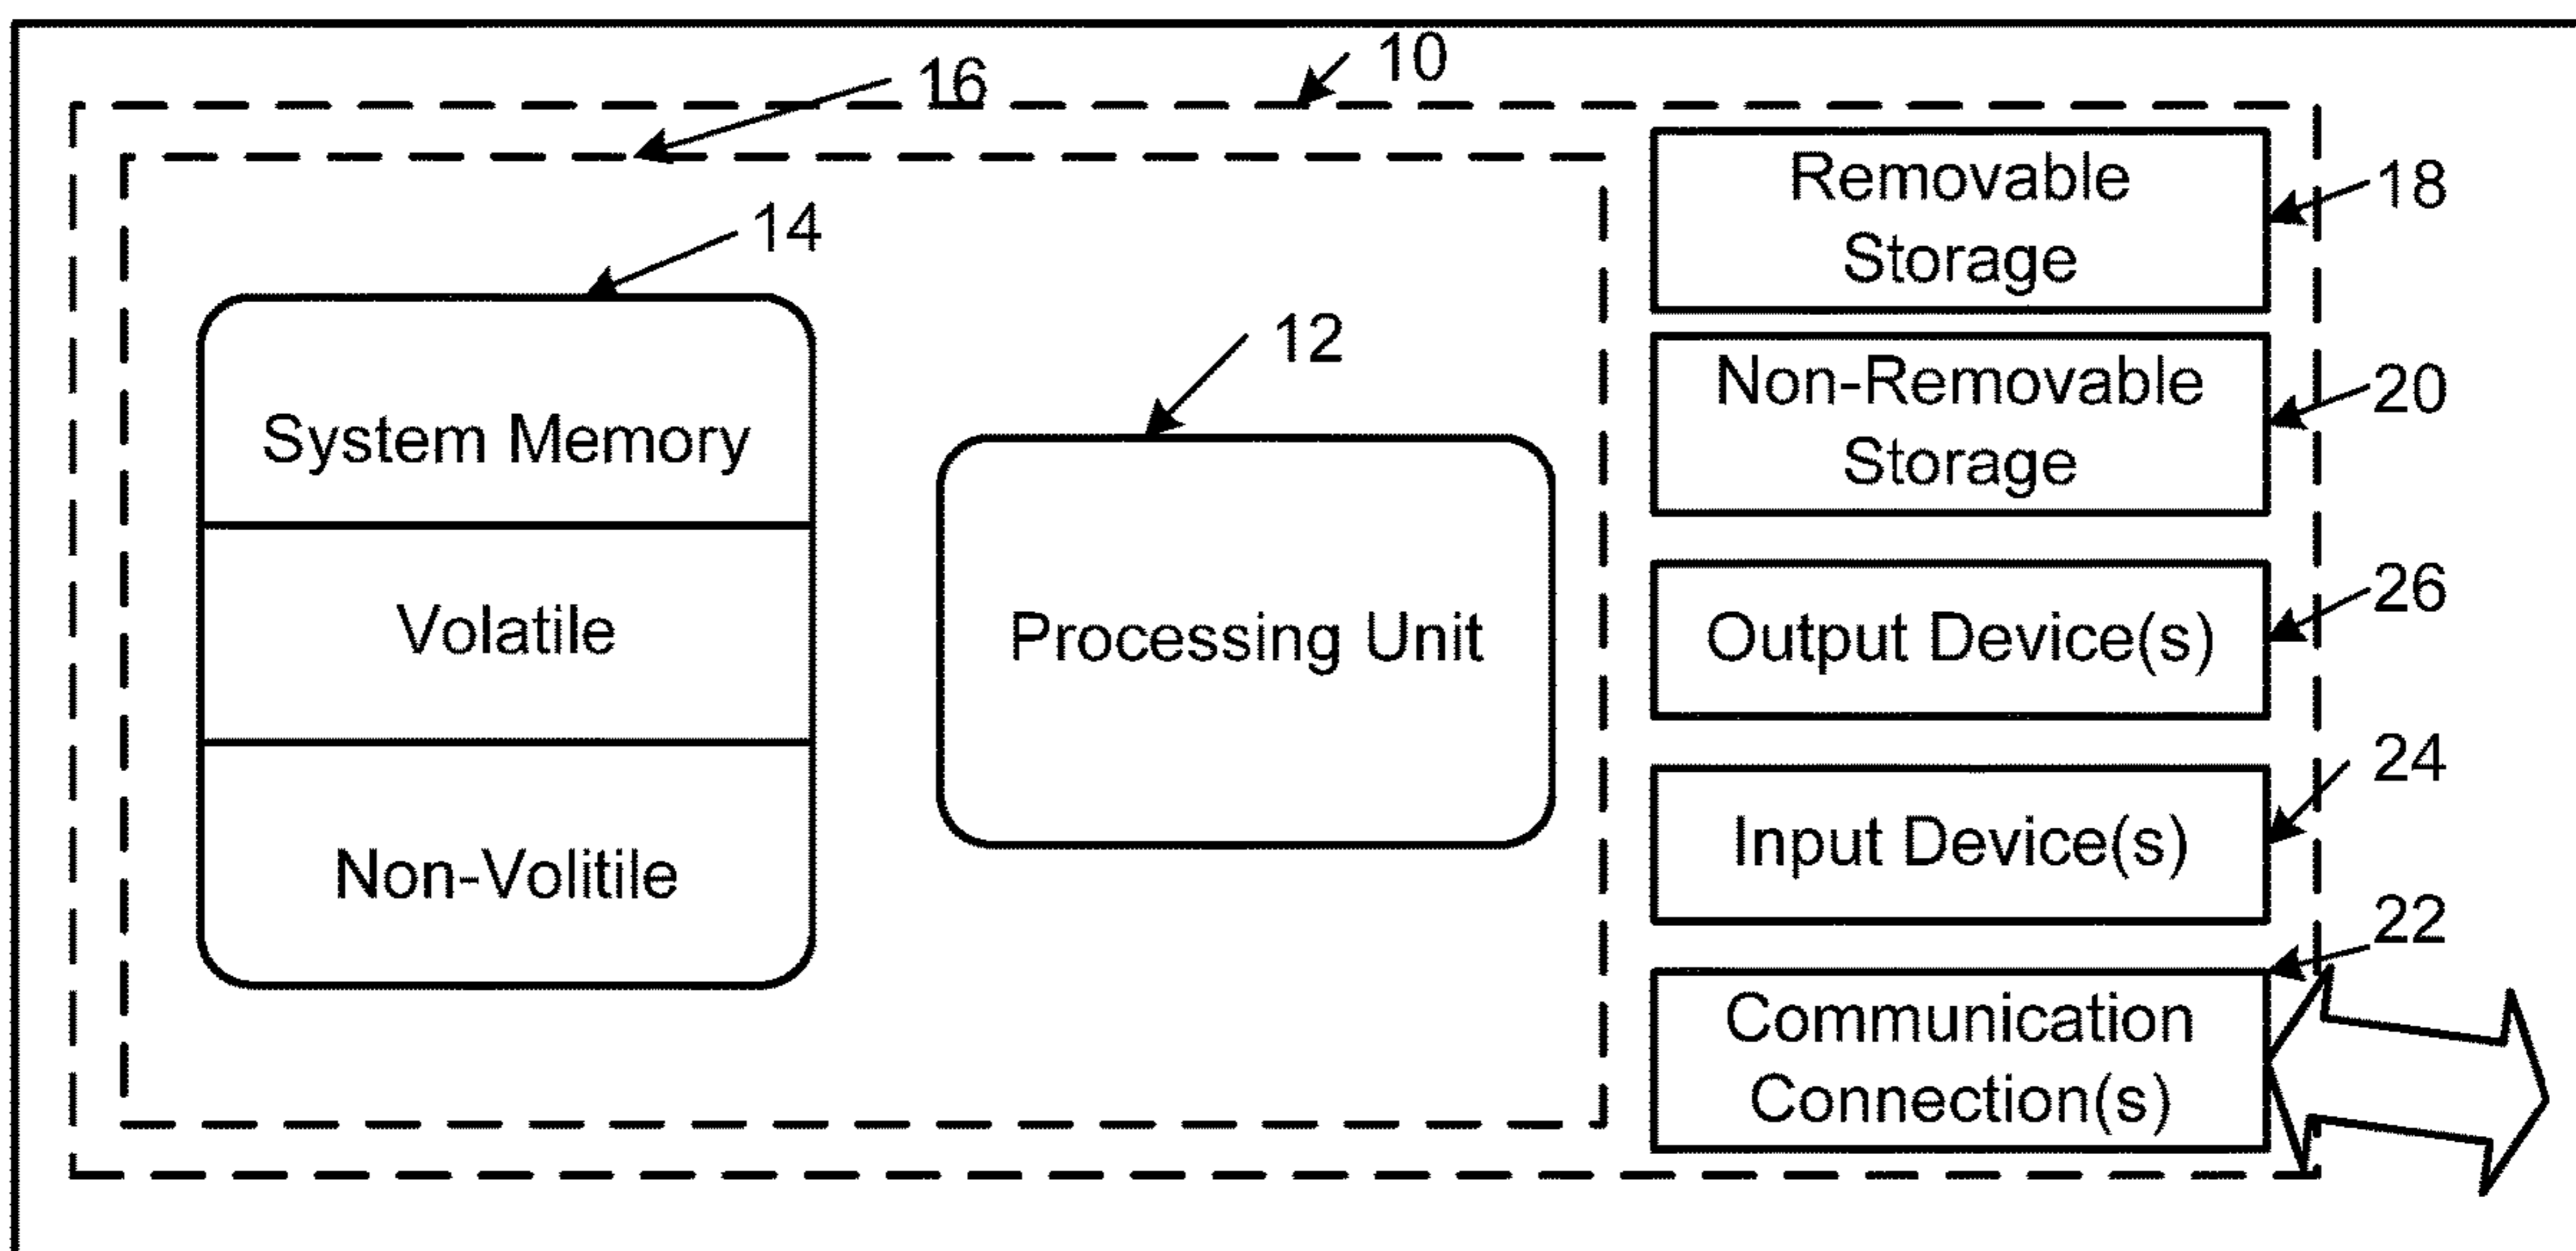 16
10
14
12
System Memory
Volatile
Non-Volitile
Processing Unit
Removable
Storage
18
Non-Removable
Storage
20
Output Device(s)
26
Input Device(s)
24
Communication
Connection(s)
22